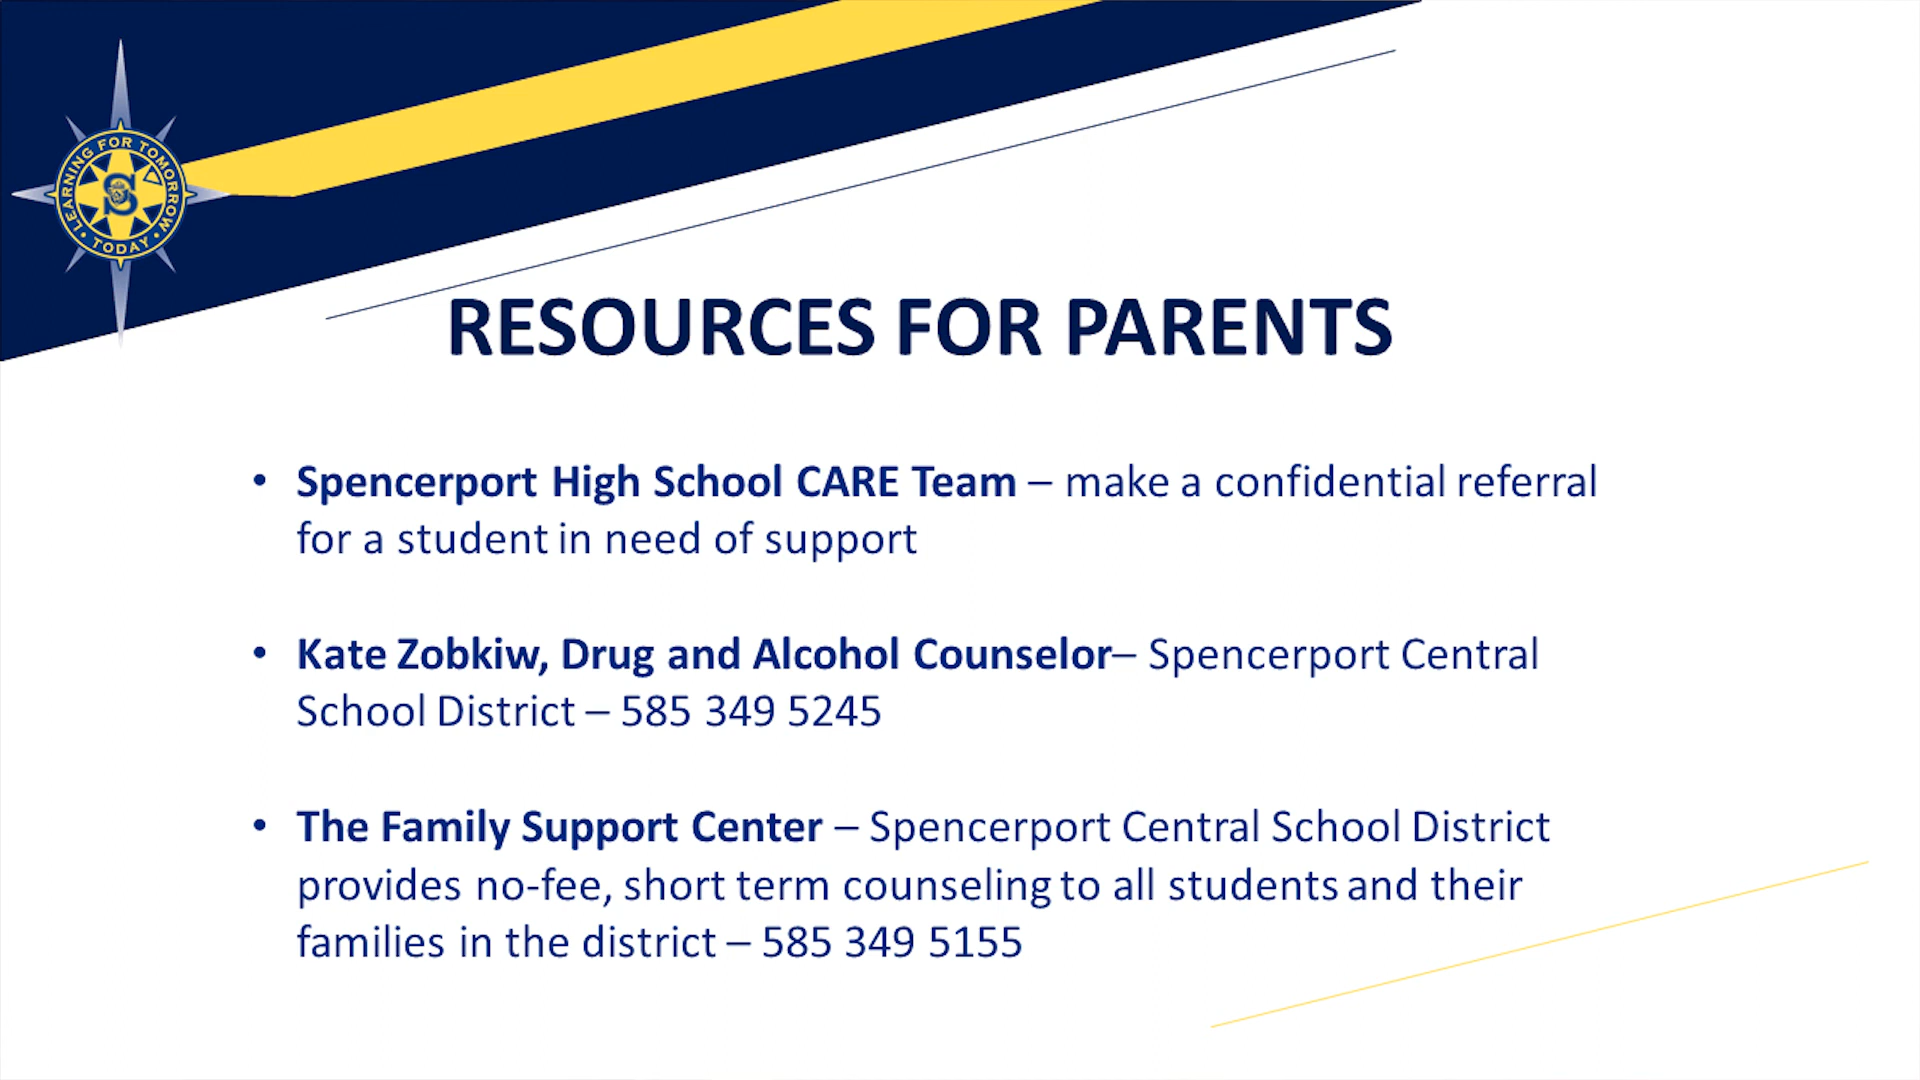 LEARNING FOR TOMORROW
• TODAY •
S
RESOURCES FOR PARENTS
• Spencerport High School CARE Team – make a confidential referral
for a student in need of support
• Kate Zobkiw, Drug and Alcohol Counselor– Spencerport Central
School District – 585 349 5245
• The Family Support Center – Spencerport Central School District
provides no-fee, short term counseling to all students and their
families in the district – 585 349 5155